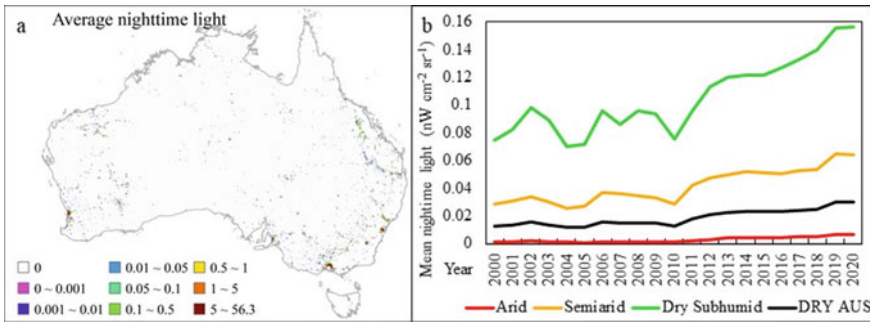 a Average nighttime light
0 0.01 ~ 0.05 0.5 ~ 1
0 ~ 0.001 0.05 ~ 0.1 1 ~ 5
0.001 ~ 0.01 0.1 ~ 0.5 5 ~ 56.3
b
Mean nightime light (nW cm-2 sr-1)
0.16
0.14
0.12
0.1
0.08
0.06
0.04
0.02
0
Year 2000 2001 2002 2003 2004 2005 2006 2007 2008 2009 2010 2011 2012 2013 2014 2015 2016 2017 2018 2019 2020
Arid Semiarid Dry Subhumid DRY AUS